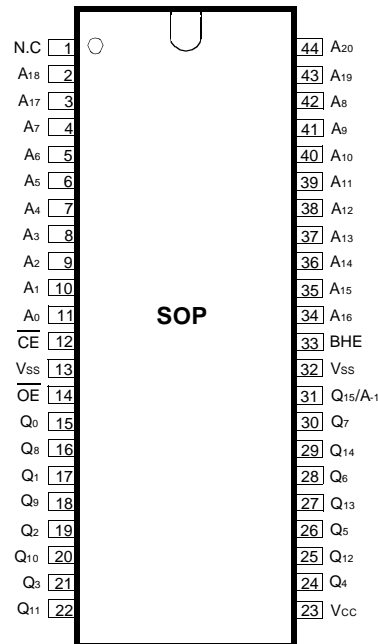 N.C 1 44 A20
A18 2 43 A19
A17 3 42 A8
A7 4 41 A9
A6 5 40 A10
A5 6 39 A11
A4 7 38 A12
A3 8 37 A13
A2 9 36 A14
A1 10 35 A15
A0 11 SOP 34 A16
CE 12 33 BHE
VSS 13 32 VSS
OE 14 31 Q15/A-1
Q0 15 30 Q7
Q8 16 29 Q14
Q1 17 28 Q6
Q9 18 27 Q13
Q2 19 26 Q5
Q10 20 25 Q12
Q3 21 24 Q4
Q11 22 23 VCC